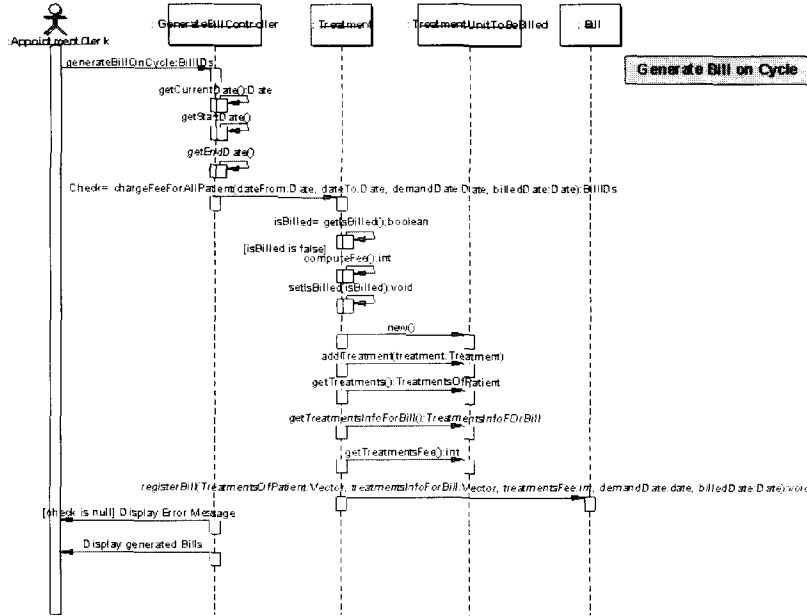 : AppointmentClerk
: GenerateBillController
: Treatment
: TreatmentUnitToBeBilled
: Bill
Generate Bill on Cycle
generateBillOnCycle:BillIDs
getCurrentDate():Date
getStartDate()
getEndDate()
Check= chargeFeeForAllPatient(dateFrom:Date, dateTo:Date, demandDate:Date, billedDate:Date):BillIDs
isBilled= getIsBilled():boolean
[isBilled is false]
computeFee():int
setIsBilled(isBilled):void
new()
addTreatment(treatment:Treatment)
getTreatments():TreatmentsOfPatient
getTreatmentsInfoForBill():TreatmentsInfoFOrBill
getTreatmentsFee():int
registerBill(TreatmentsOfPatient:Vector, treatmentsInfoForBill:Vector, treatmentsFee:int, demandDate:date, billedDate:Date):void
[check is null] Display Error Message
Display generated Bills